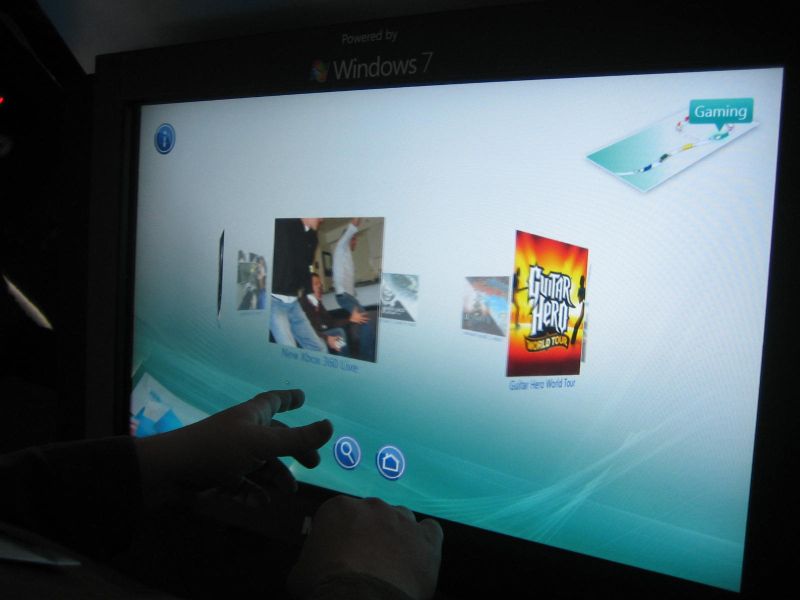 Powered by
Windows 7
Gaming
GUITAR
HERO
WORLD TOUR
New Xbox 360 Live
Guitar Hero World Tour